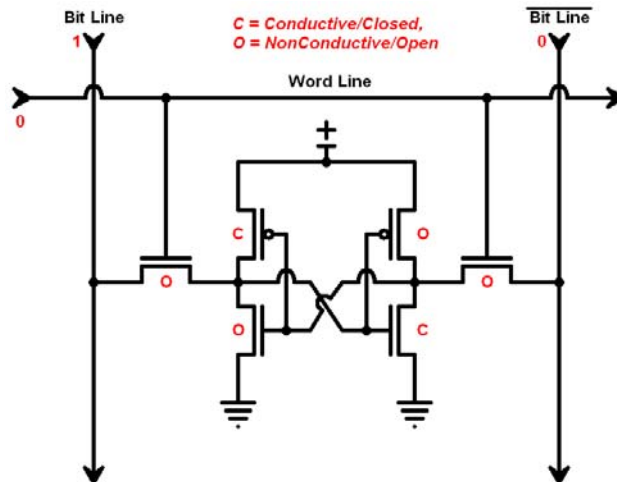 Bit Line
1
C = Conductive/Closed,
O = NonConductive/Open
Bit Line
0
Word Line
0
+
C
O
O
O
O
C